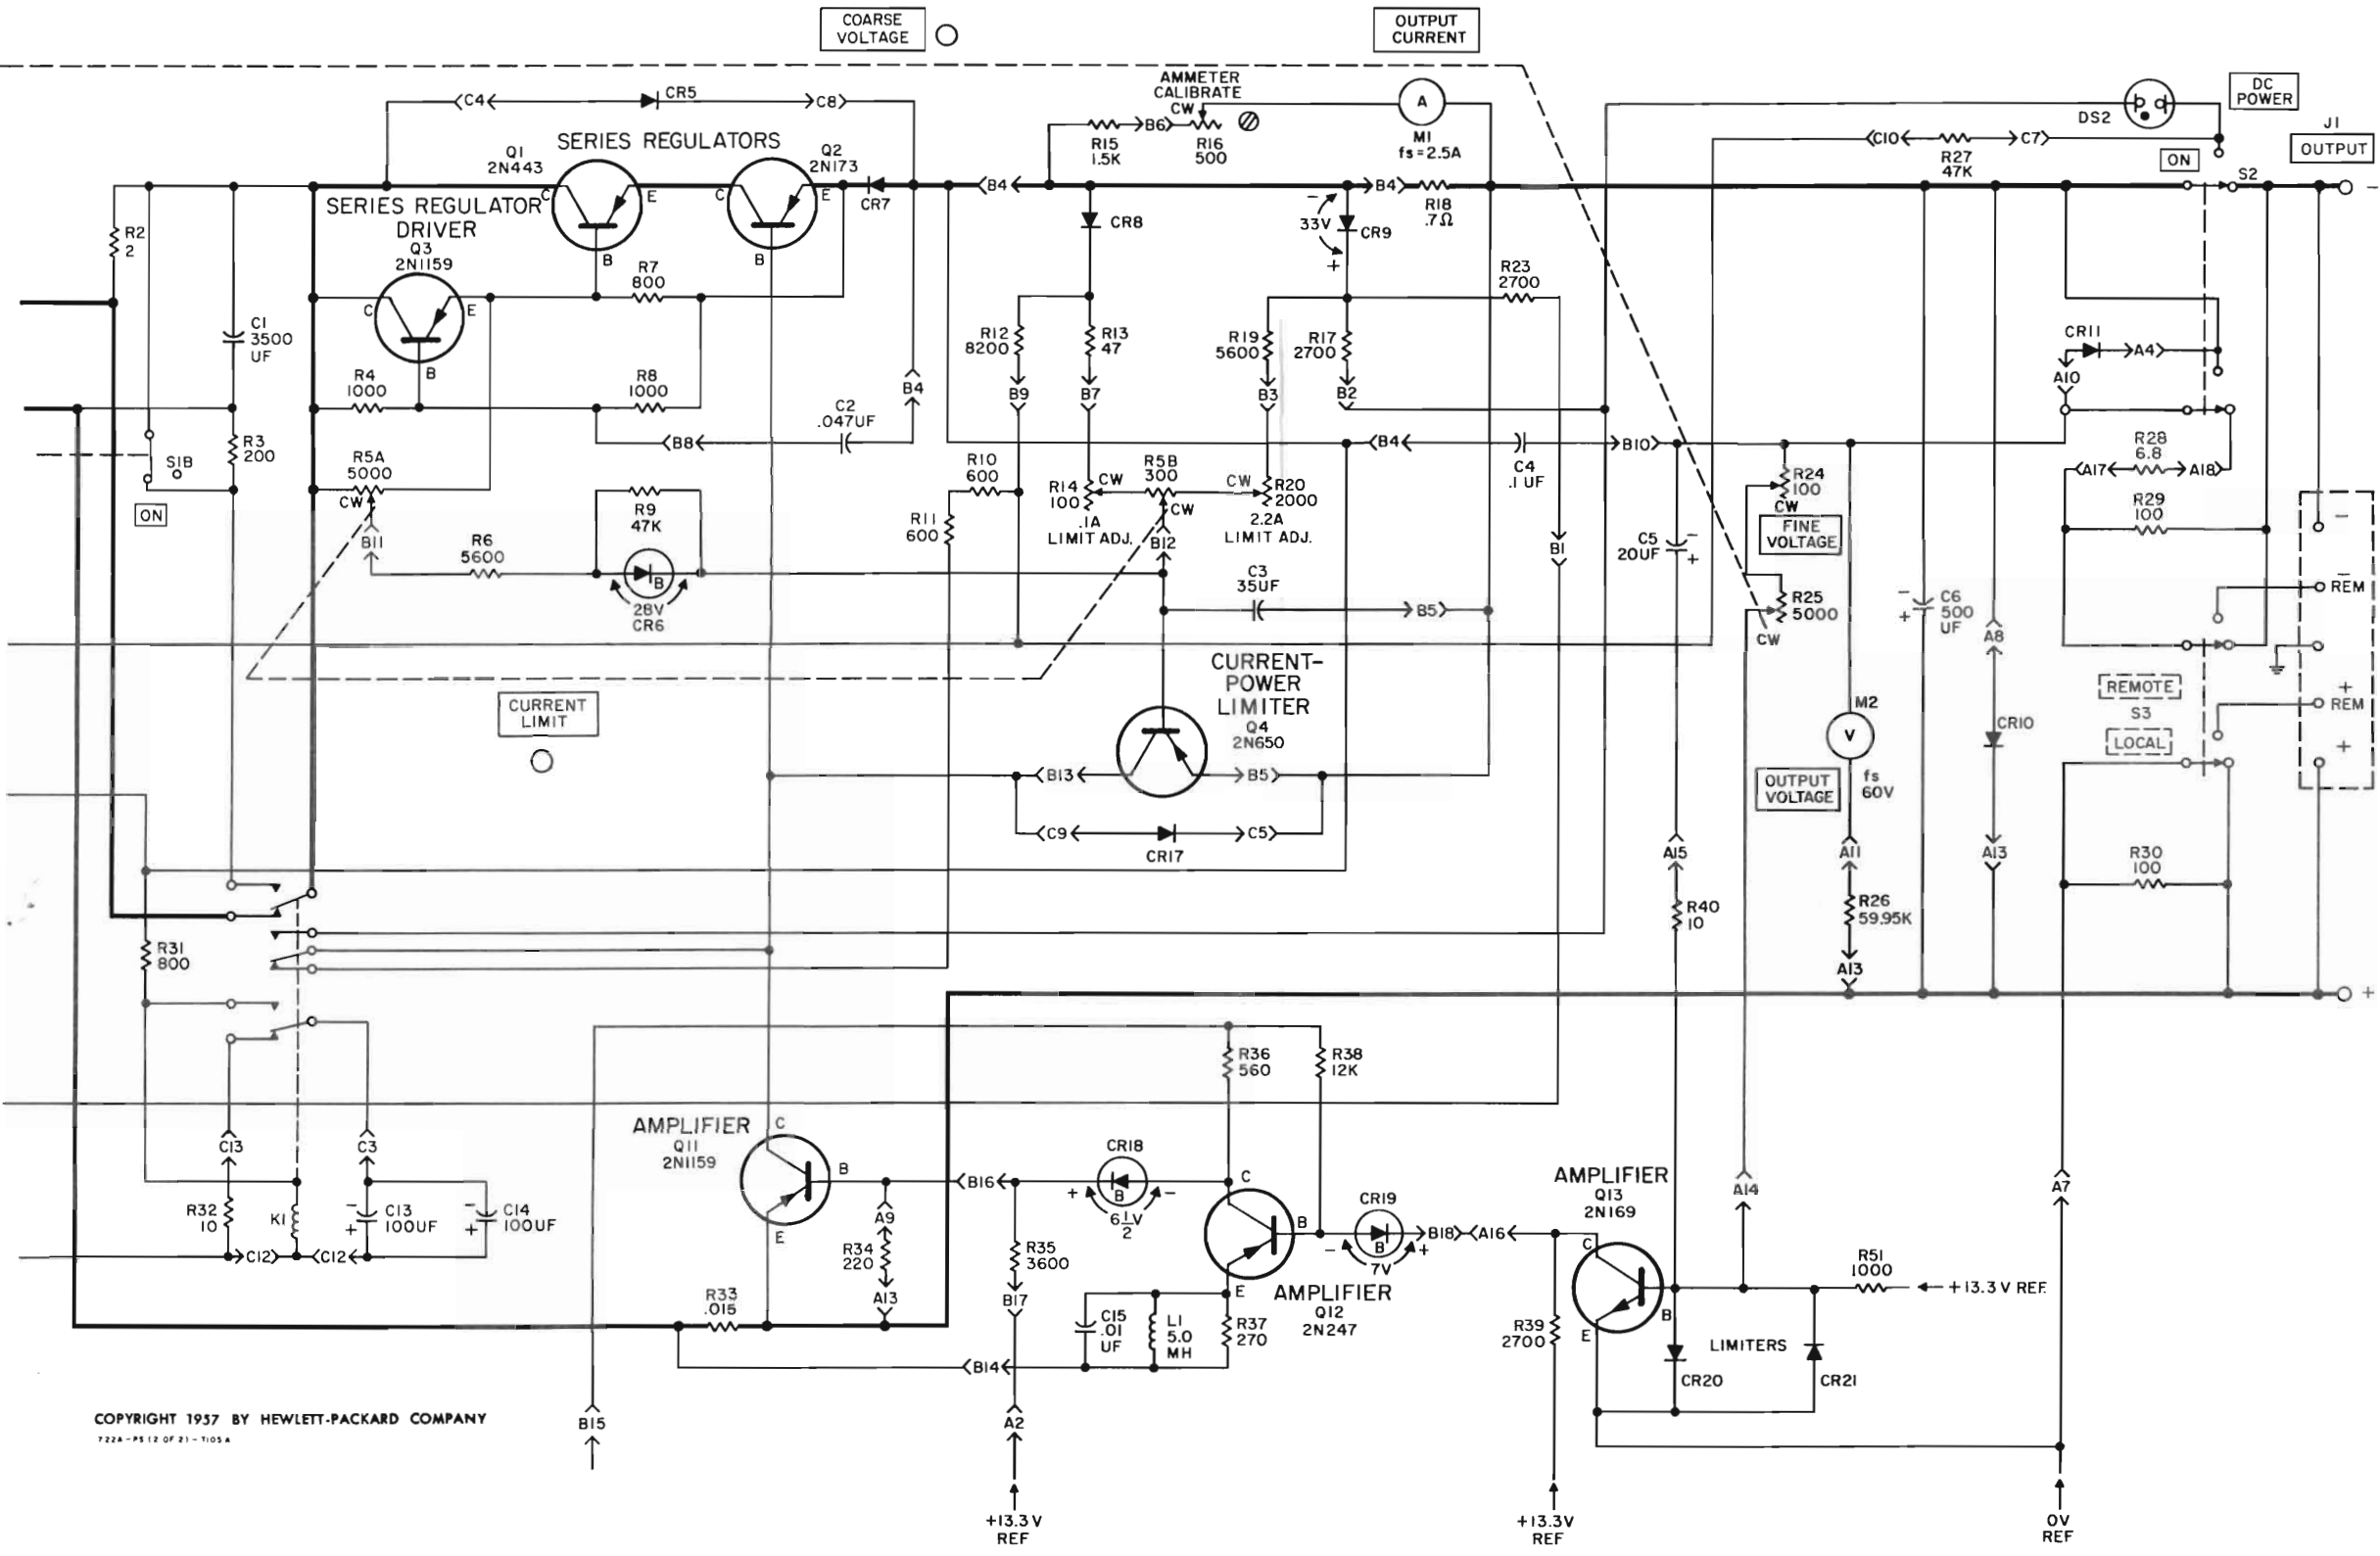 COARSE
VOLTAGE
OUTPUT
CURRENT
AMMETER
CALIBRATE
CW
DC
POWER
C4
CR5
C8
A
DS2
J1
OUTPUT
SERIES REGULATORS
B6
R15
1.5K
R16
500
M1
fs=2.5A
C10
R27
47K
C7
ON
Q1
2N443
Q2
2N173
S2
-
C
E
C
E
CR7
B4
B4
R18
.7Ω
SERIES REGULATOR
DRIVER
Q3
2N1159
B
B
R2
2
CR8
33V
-
+
CR9
R7
800
R23
2700
C
E
B
C1
3500
UF
R12
8200
R13
47
R19
5600
R17
2700
CR11
A4
A10
R4
1000
R8
1000
B4
B9
B7
B3
B2
C2
.047UF
B8
B4
C4
.1 UF
B10
R3
200
S1B
R5A
5000
CW
R10
600
R14
100
CW
R5B
300
CW
CW
R20
2000
R24
100
CW
R28
6.8
A17
A18
R29
100
ON
R9
47K
R11
600
.1A
LIMIT ADJ.
2.2A
LIMIT ADJ.
FINE
VOLTAGE
-
B11
R6
5600
B
28V
CR6
B12
B1
C5
20UF
-
+
C3
35UF
B5
R25
5000
CW
-
+
C6
500
UF
A8
-
REM
CURRENT
LIMIT
CURRENT-
POWER
LIMITER
Q4
2N650
REMOTE
S3
LOCAL
+
REM
+
M2
V
CR10
B13
B5
OUTPUT
VOLTAGE
fs
60V
C9
C5
CR17
A15
A11
A13
R30
100
R40
10
R26
59.95K
A13
R31
800
+
R36
560
R38
12K
AMPLIFIER
Q11
2N1159
C
B
E
C13
C3
CR18
B
+
-
6½V
C
B
AMPLIFIER
Q13
2N169
A14
A7
R32
10
K1
-
+
C13
100UF
-
+
C14
100UF
C12
C12
B16
A9
R34
220
A13
R35
3600
B17
CR19
B
-
+
7V
B18
A16
C
R51
1000
+13.3 V REF.
E
AMPLIFIER
Q12
2N247
R33
.015
C15
.01
UF
L1
5.0
MH
R37
270
R39
2700
E
B
LIMITERS
CR20
CR21
B14
COPYRIGHT 1957 BY HEWLETT-PACKARD COMPANY
722A-PS (2 OF 2)-T105A
B15
A2
+13.3V
REF
+13.3V
REF
0V
REF